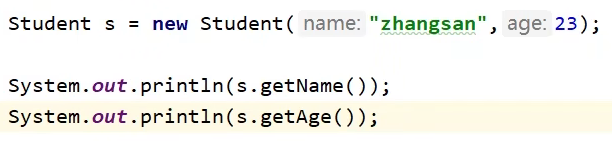 Student s = new Student( name: "zhangsan", age: 23);
System.out.println(s.getName());
System.out.println(s.getAge());